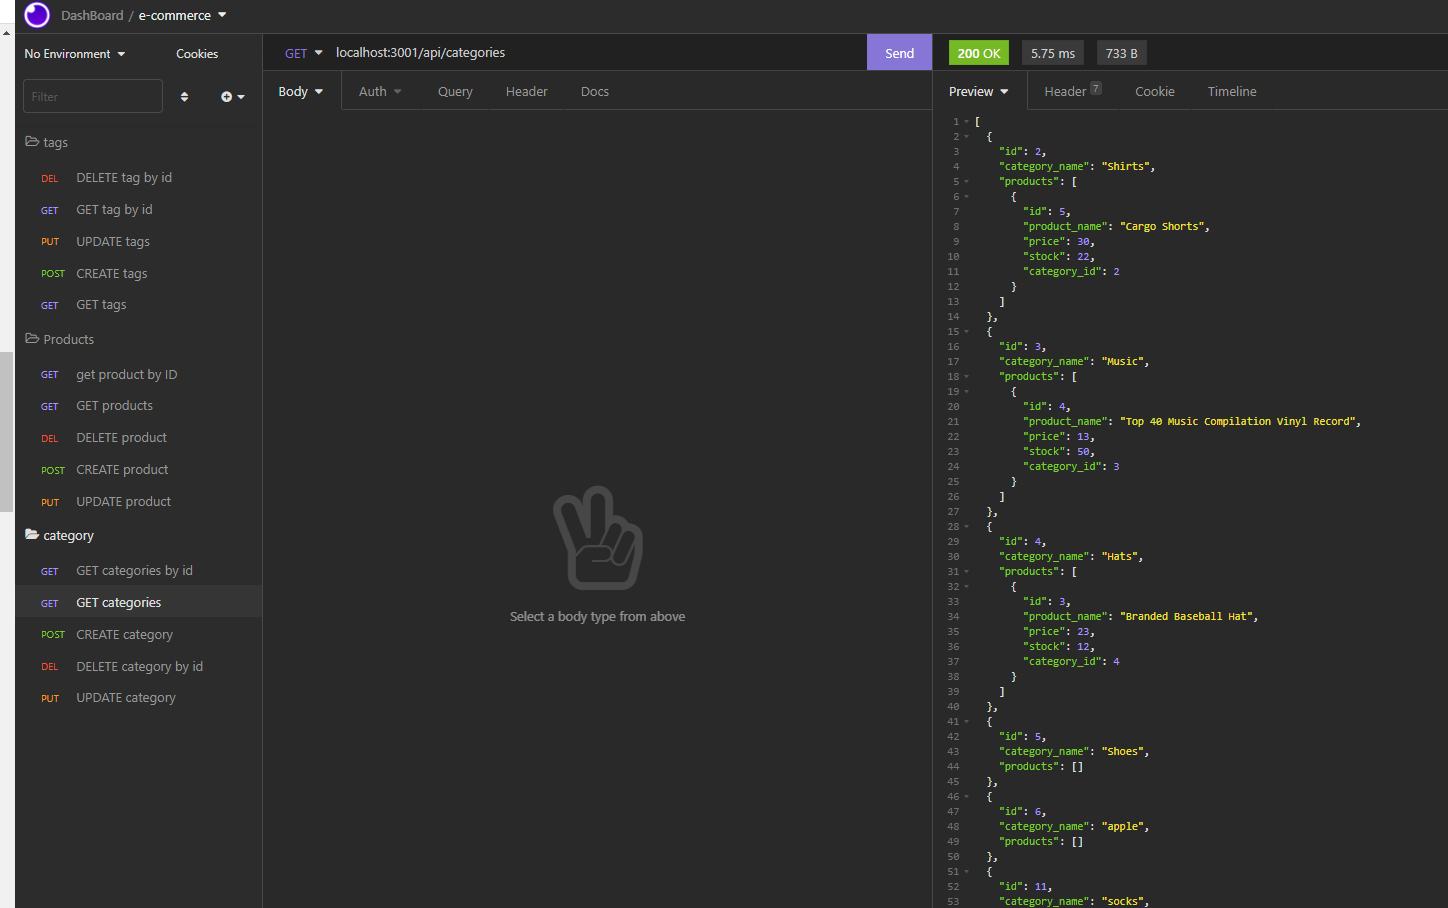 DashBoard / e-commerce
No Environment
Cookies
Filter
tags
DEL DELETE tag by id
GET GET tag by id
PUT UPDATE tags
POST CREATE tags
GET GET tags
Products
GET get product by ID
GET GET products
DEL DELETE product
POST CREATE product
PUT UPDATE product
category
GET GET categories by id
GET GET categories
POST CREATE category
DEL DELETE category by id
PUT UPDATE category
GET localhost:3001/api/categories Send
Body Auth Query Header Docs
Select a body type from above
200 OK 5.75 ms 733 B
Preview Header 7 Cookie Timeline
1 [
2 {
3 "id": 2,
4 "category_name": "Shirts",
5 "products": [
6 {
7 "id": 5,
8 "product_name": "Cargo Shorts",
9 "price": 30,
10 "stock": 22,
11 "category_id": 2
12 }
13 ]
14 },
15 {
16 "id": 3,
17 "category_name": "Music",
18 "products": [
19 {
20 "id": 4,
21 "product_name": "Top 40 Music Compilation Vinyl Record",
22 "price": 13,
23 "stock": 50,
24 "category_id": 3
25 }
26 ]
27 },
28 {
29 "id": 4,
30 "category_name": "Hats",
31 "products": [
32 {
33 "id": 3,
34 "product_name": "Branded Baseball Hat",
35 "price": 23,
36 "stock": 12,
37 "category_id": 4
38 }
39 ]
40 },
41 {
42 "id": 5,
43 "category_name": "Shoes",
44 "products": []
45 },
46 {
47 "id": 6,
48 "category_name": "apple",
49 "products": []
50 },
51 {
52 "id": 11,
53 "category_name": "socks",